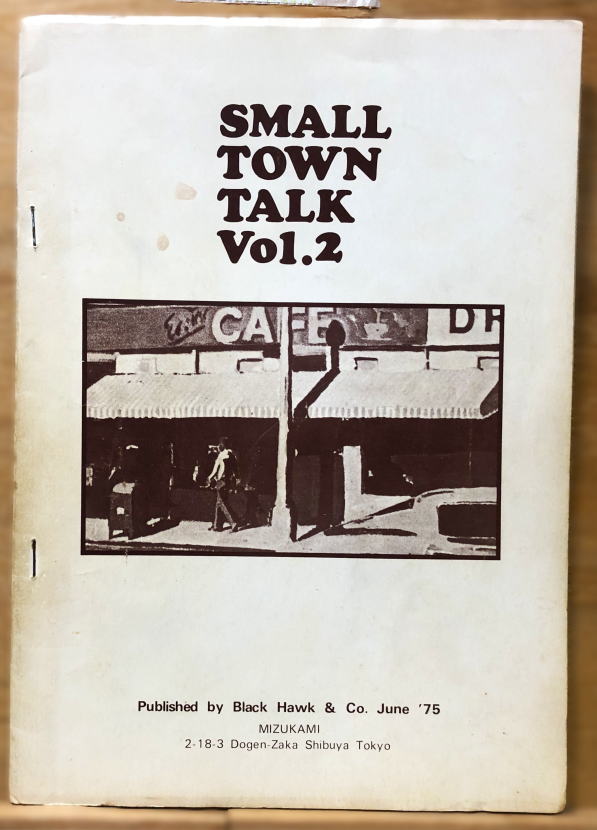 SMALL
TOWN
TALK
Vol.2
CAFE
DR
Published by Black Hawk & Co. June '75
MIZUKAMI
2-18-3 Dogen-Zaka Shibuya Tokyo